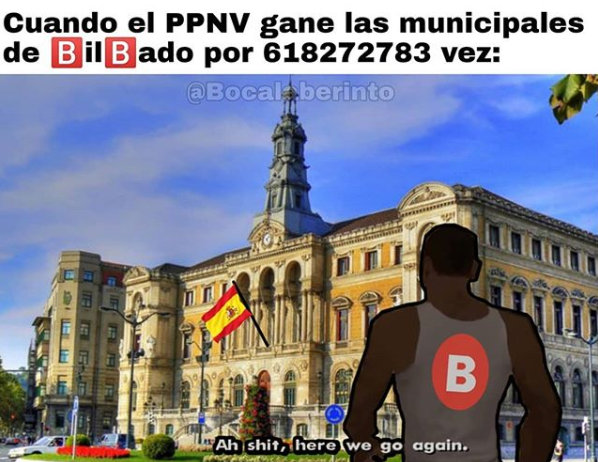 Cuando el PPNV gane las municipales
de 🅱️il🅱️ado por 618272783 vez:
@Bocalaberinto
B
Ah shit, here we go again.